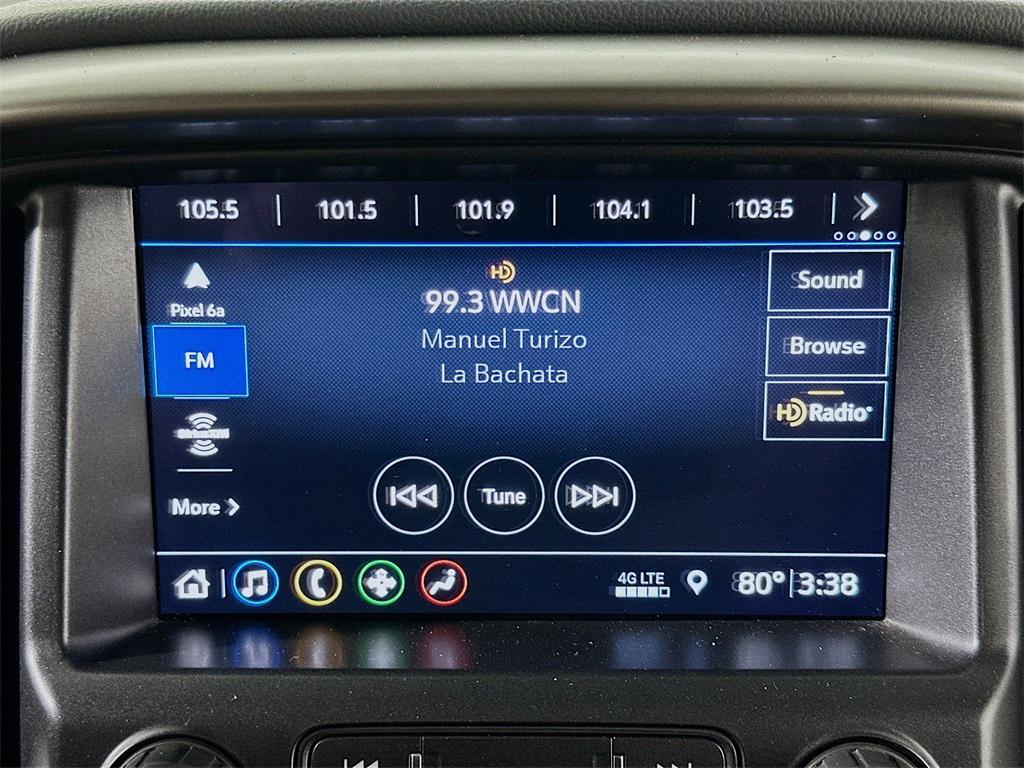 105.5 101.5 101.9 104.1 103.5
Pixel 6a
FM
SiriusXM
More
HD
99.3 WWCN
Manuel Turizo
La Bachata
Tune
Sound
Browse
HD Radio
4G LTE
80° 3:38